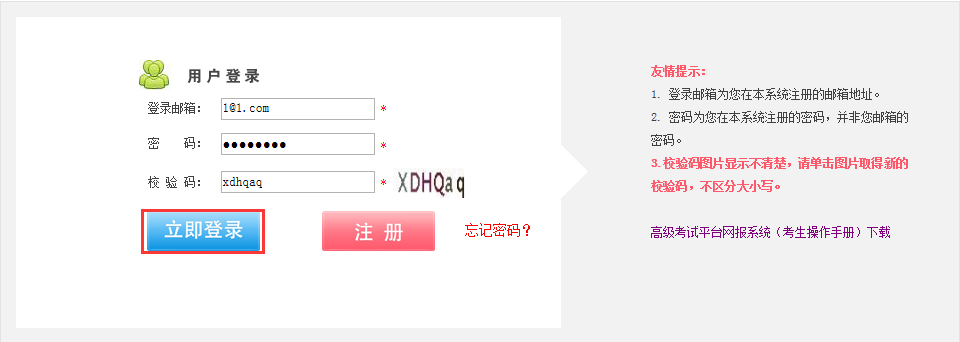 用户登录
登录邮箱： 1@1.com *
密　　码： ●●●●●●●● *
校 验 码： xdhqaq * XDHQaq
立即登录 注 册 忘记密码？
友情提示：
1. 登录邮箱为您在本系统注册的邮箱地址。
2. 密码为您在本系统注册的密码，并非您邮箱的
密码。
3.校验码图片显示不清楚，请单击图片取得新的
校验码，不区分大小写。
高级考试平台网报系统（考生操作手册）下载